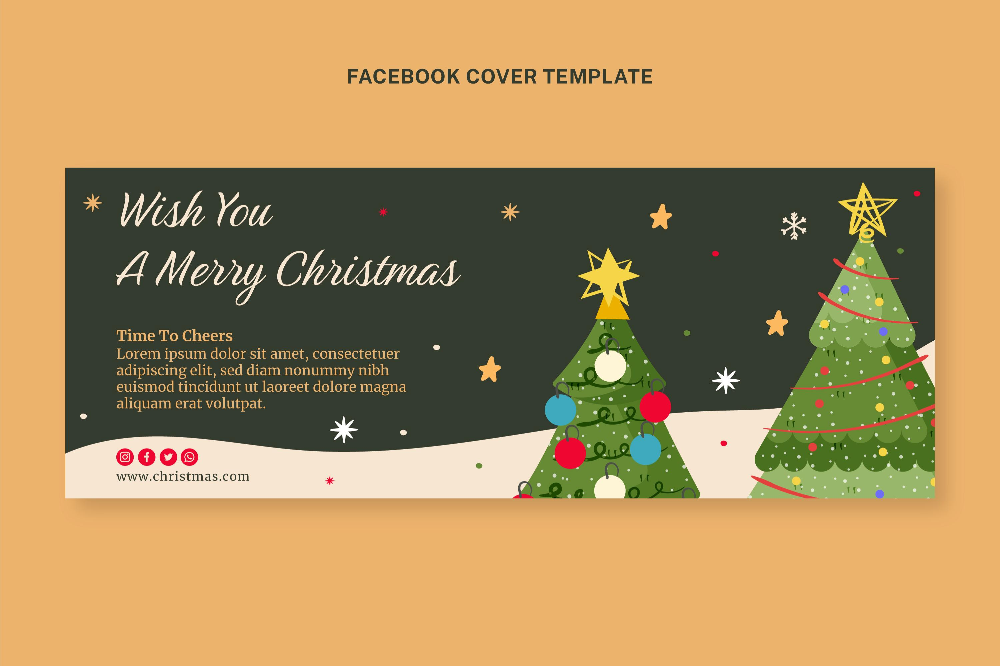 FACEBOOK COVER TEMPLATE
Wish You
A Merry Christmas
Time To Cheers
Lorem ipsum dolor sit amet, consectetuer
adipiscing elit, sed diam nonummy nibh
euismod tincidunt ut laoreet dolore magna
aliquam erat volutpat.
www.christmas.com